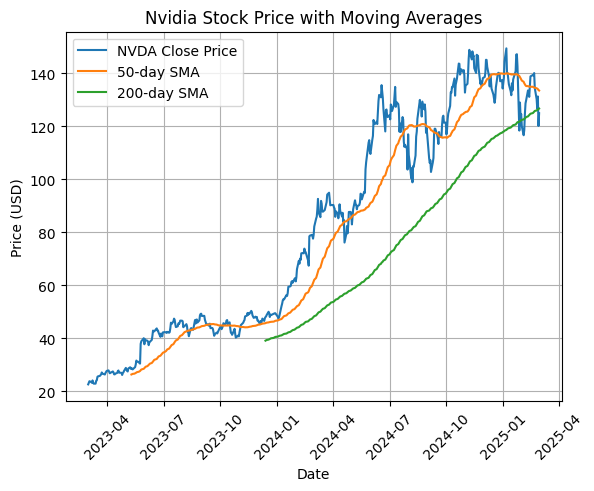 Nvidia Stock Price with Moving Averages
NVDA Close Price
50-day SMA
200-day SMA
Price (USD)
140
120
100
80
60
40
20
2023-04
2023-07
2023-10
2024-01
2024-04
2024-07
2024-10
2025-01
2025-04
Date